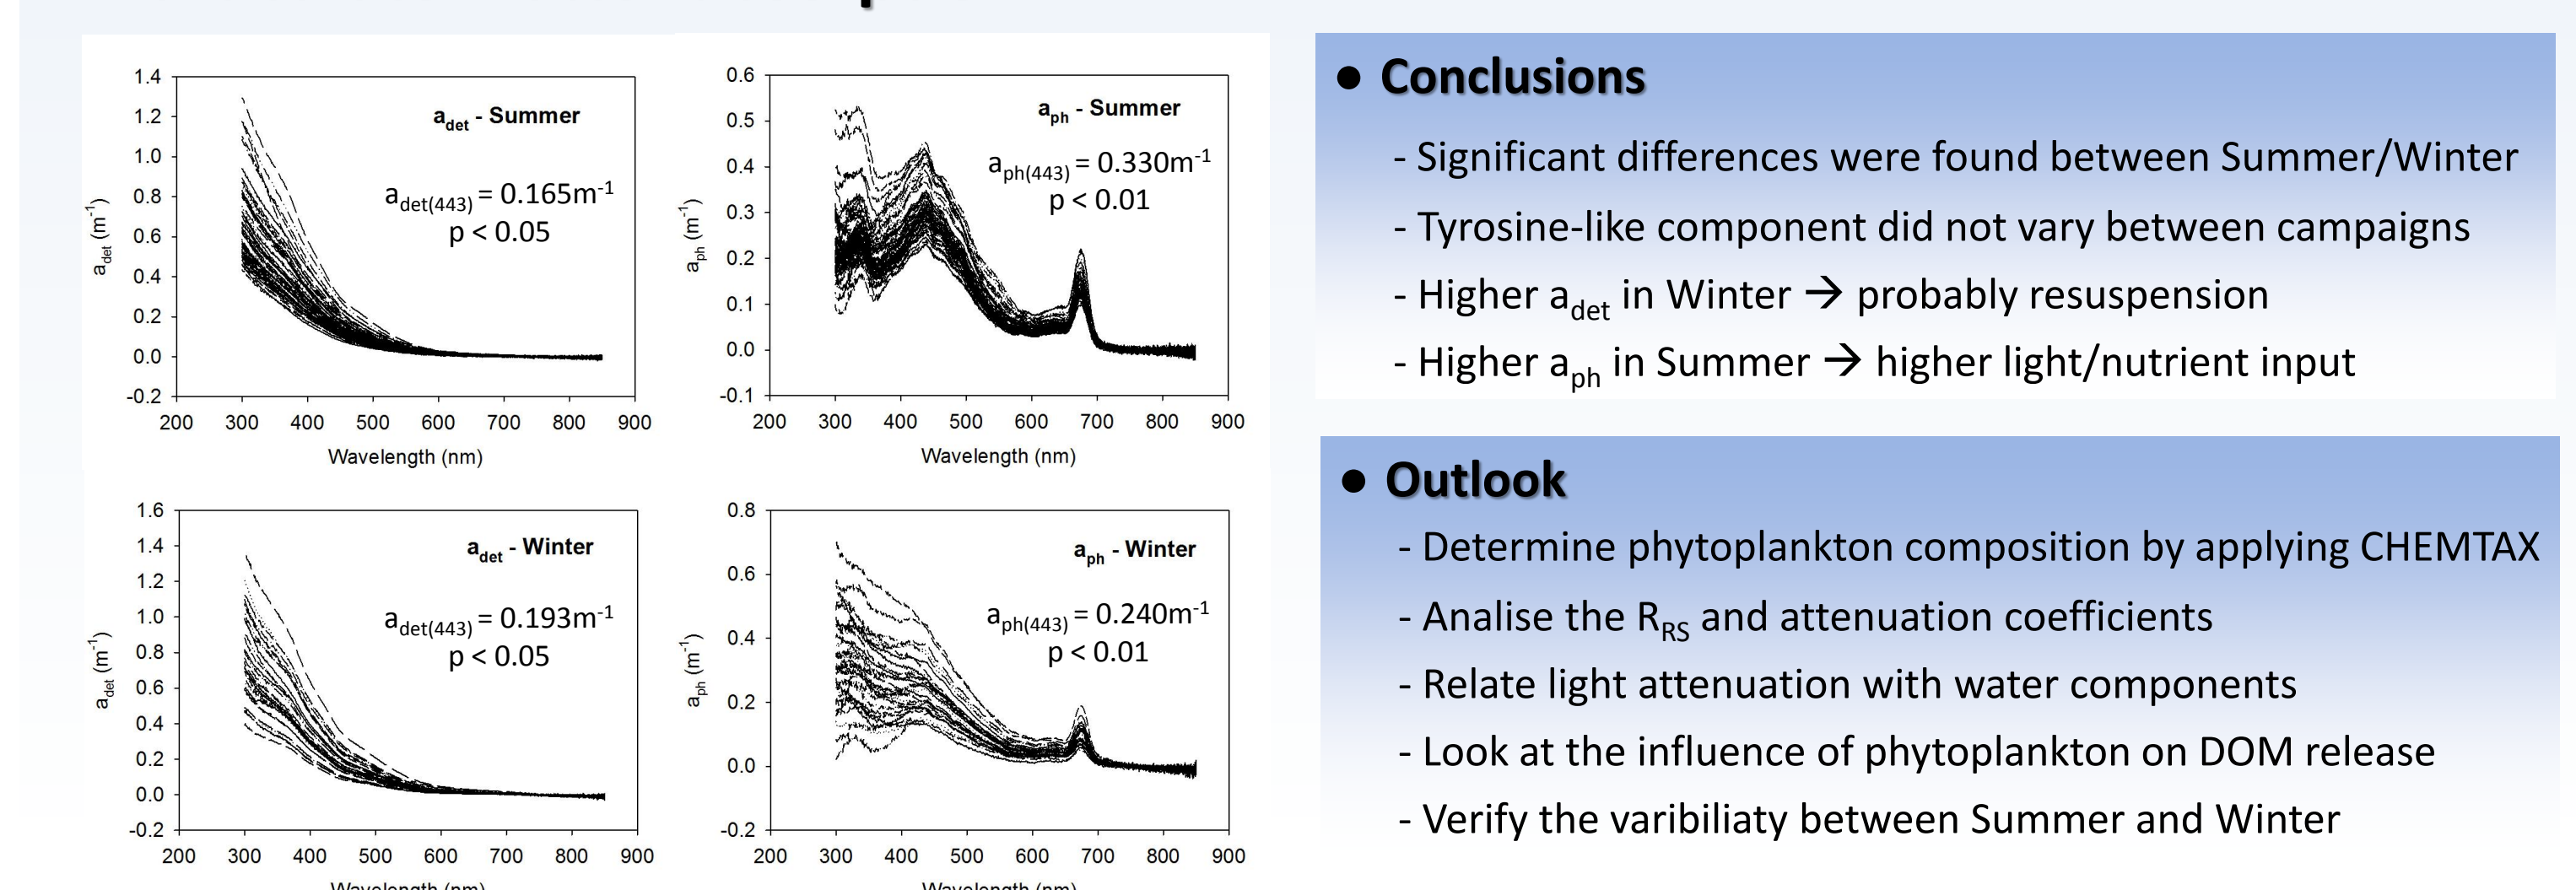 1.4
1.2
1.0
0.8
0.6
0.4
0.2
0.0
-0.2
200 300 400 500 600 700 800 900
a_det (m^-1)
Wavelength (nm)
a_det - Summer
a_det(443) = 0.165m^-1
p < 0.05
0.6
0.5
0.4
0.3
0.2
0.1
0.0
-0.1
200 300 400 500 600 700 800 900
a_ph (m^-1)
Wavelength (nm)
a_ph - Summer
a_ph(443) = 0.330m^-1
p < 0.01
1.6
1.4
1.2
1.0
0.8
0.6
0.4
0.2
0.0
-0.2
200 300 400 500 600 700 800 900
a_det (m^-1)
Wavelength (nm)
a_det - Winter
a_det(443) = 0.193m^-1
p < 0.05
0.8
0.6
0.4
0.2
0.0
-0.2
200 300 400 500 600 700 800 900
a_ph (m^-1)
Wavelength (nm)
a_ph - Winter
a_ph(443) = 0.240m^-1
p < 0.01
● Conclusions
- Significant differences were found between Summer/Winter
- Tyrosine-like component did not vary between campaigns
- Higher a_det in Winter → probably resuspension
- Higher a_ph in Summer → higher light/nutrient input
● Outlook
- Determine phytoplankton composition by applying CHEMTAX
- Analise the R_RS and attenuation coefficients
- Relate light attenuation with water components
- Look at the influence of phytoplankton on DOM release
- Verify the varibiliaty between Summer and Winter